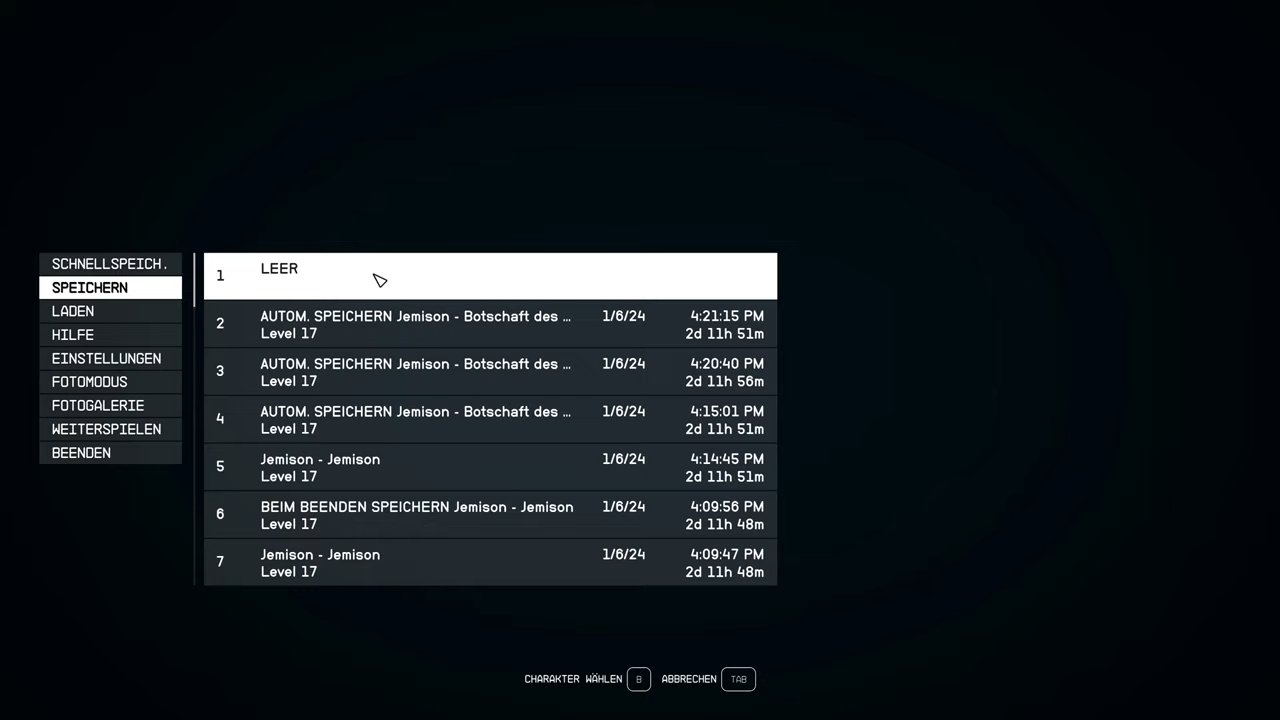 SCHNELLSPEICH.
SPEICHERN
LADEN
HILFE
EINSTELLUNGEN
FOTOMODUS
FOTOGALERIE
WEITERSPIELEN
BEENDEN
1 LEER
2 AUTOM. SPEICHERN Jemison - Botschaft des ... 1/6/24 4:21:15 PM
Level 17 2d 11h 51m
3 AUTOM. SPEICHERN Jemison - Botschaft des ... 1/6/24 4:20:40 PM
Level 17 2d 11h 56m
4 AUTOM. SPEICHERN Jemison - Botschaft des ... 1/6/24 4:15:01 PM
Level 17 2d 11h 51m
5 Jemison - Jemison 1/6/24 4:14:45 PM
Level 17 2d 11h 51m
6 BEIM BEENDEN SPEICHERN Jemison - Jemison 1/6/24 4:09:56 PM
Level 17 2d 11h 48m
7 Jemison - Jemison 1/6/24 4:09:47 PM
Level 17 2d 11h 48m
CHARAKTER WÄHLEN B ABBRECHEN TAB